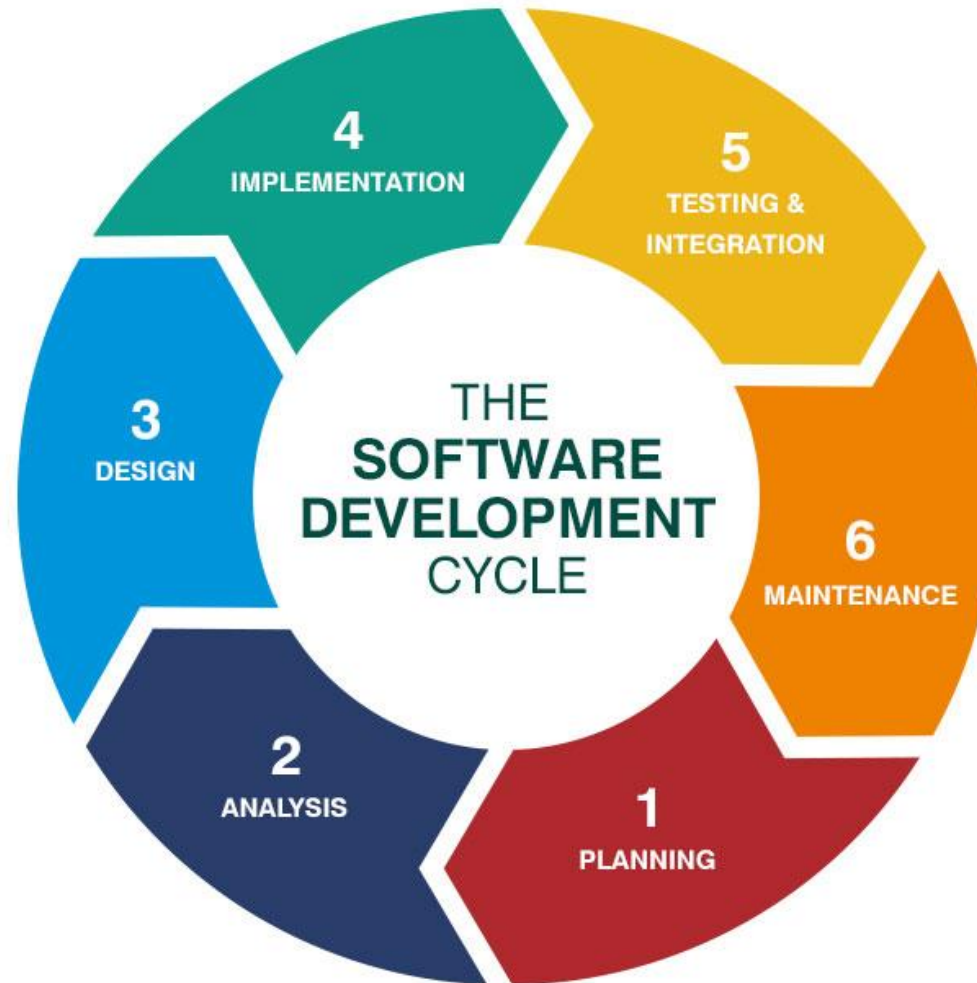 THE
SOFTWARE
DEVELOPMENT
CYCLE
1
PLANNING
2
ANALYSIS
3
DESIGN
4
IMPLEMENTATION
5
TESTING &
INTEGRATION
6
MAINTENANCE